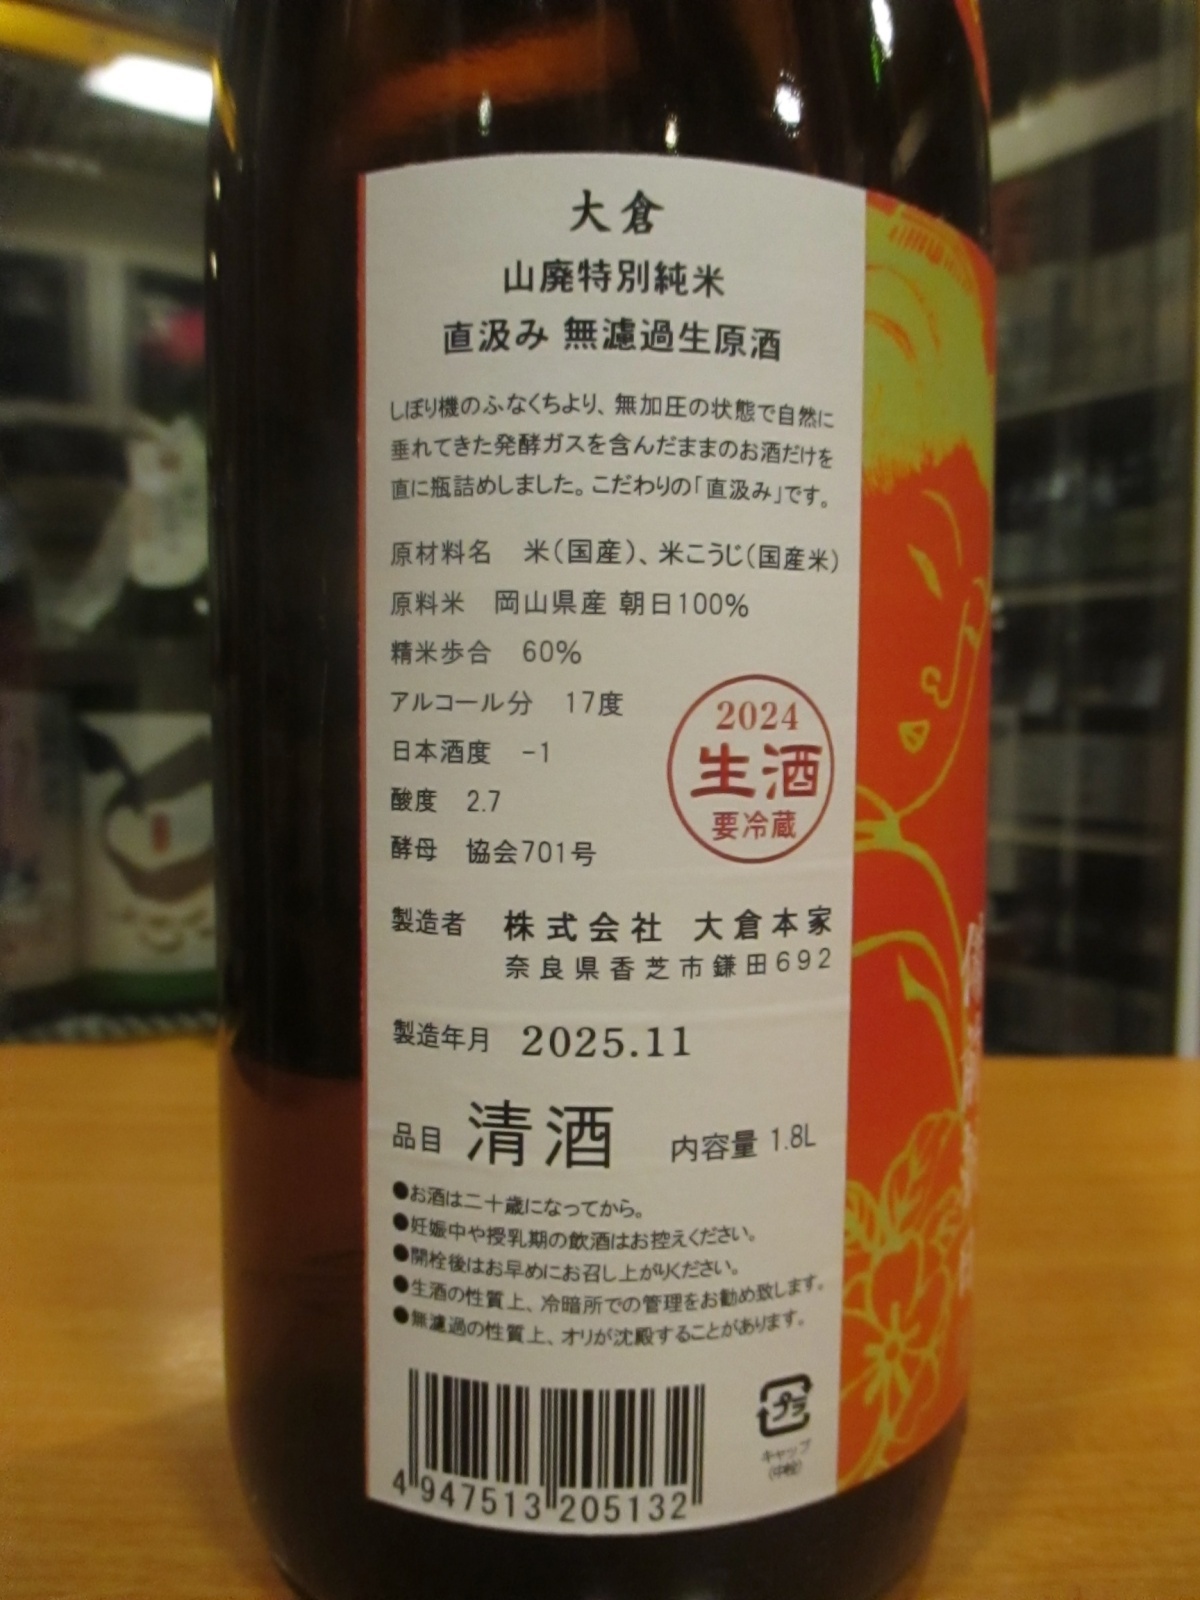 大倉
山廃特別純米
直汲み 無濾過生原酒
しぼり機のふなくちより、無加圧の状態で自然に
垂れてきた発酵ガスを含んだままのお酒だけを
直に瓶詰めしました。こだわりの「直汲み」です。
原材料名 米(国産)、米こうじ(国産米)
原料米 岡山県産 朝日100%
精米歩合 60%
アルコール分 17度
日本酒度 -1
酸度 2.7
酵母 協会701号
2024
生酒
要冷蔵
製造者 株式会社 大倉本家
奈良県香芝市鎌田692
製造年月 2025.11
品目 清酒 内容量 1.8L
●お酒は二十歳になってから。
●妊娠中や授乳期の飲酒はお控えください。
●開栓後はお早めにお召し上がりください。
●生酒の性質上、冷暗所での管理をお勧め致します。
●無濾過の性質上、オリが沈殿することがあります。
プラ
キャップ
(中栓)
4947513205132